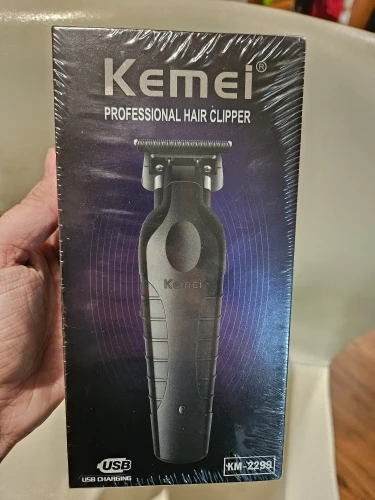 Kemei®
PROFESSIONAL HAIR CLIPPER
Kemei
USB
USB CHARGING
KM-2299